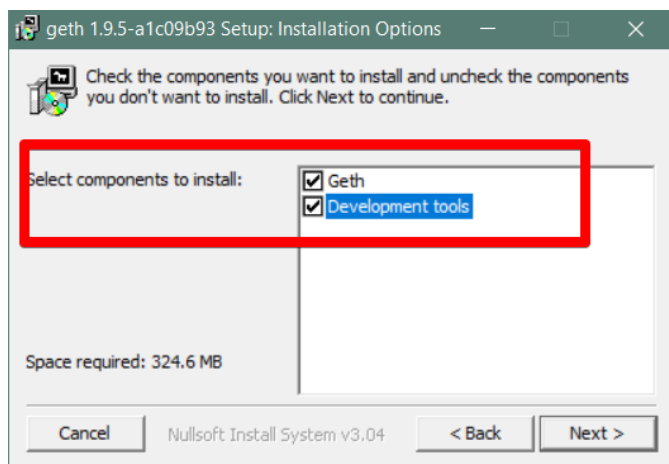 geth 1.9.5-a1c09b93 Setup: Installation Options
Check the components you want to install and uncheck the components
you don't want to install. Click Next to continue.
Select components to install:
Geth
Development tools
Space required: 324.6 MB
Cancel
Nullsoft Install System v3.04
< Back
Next >